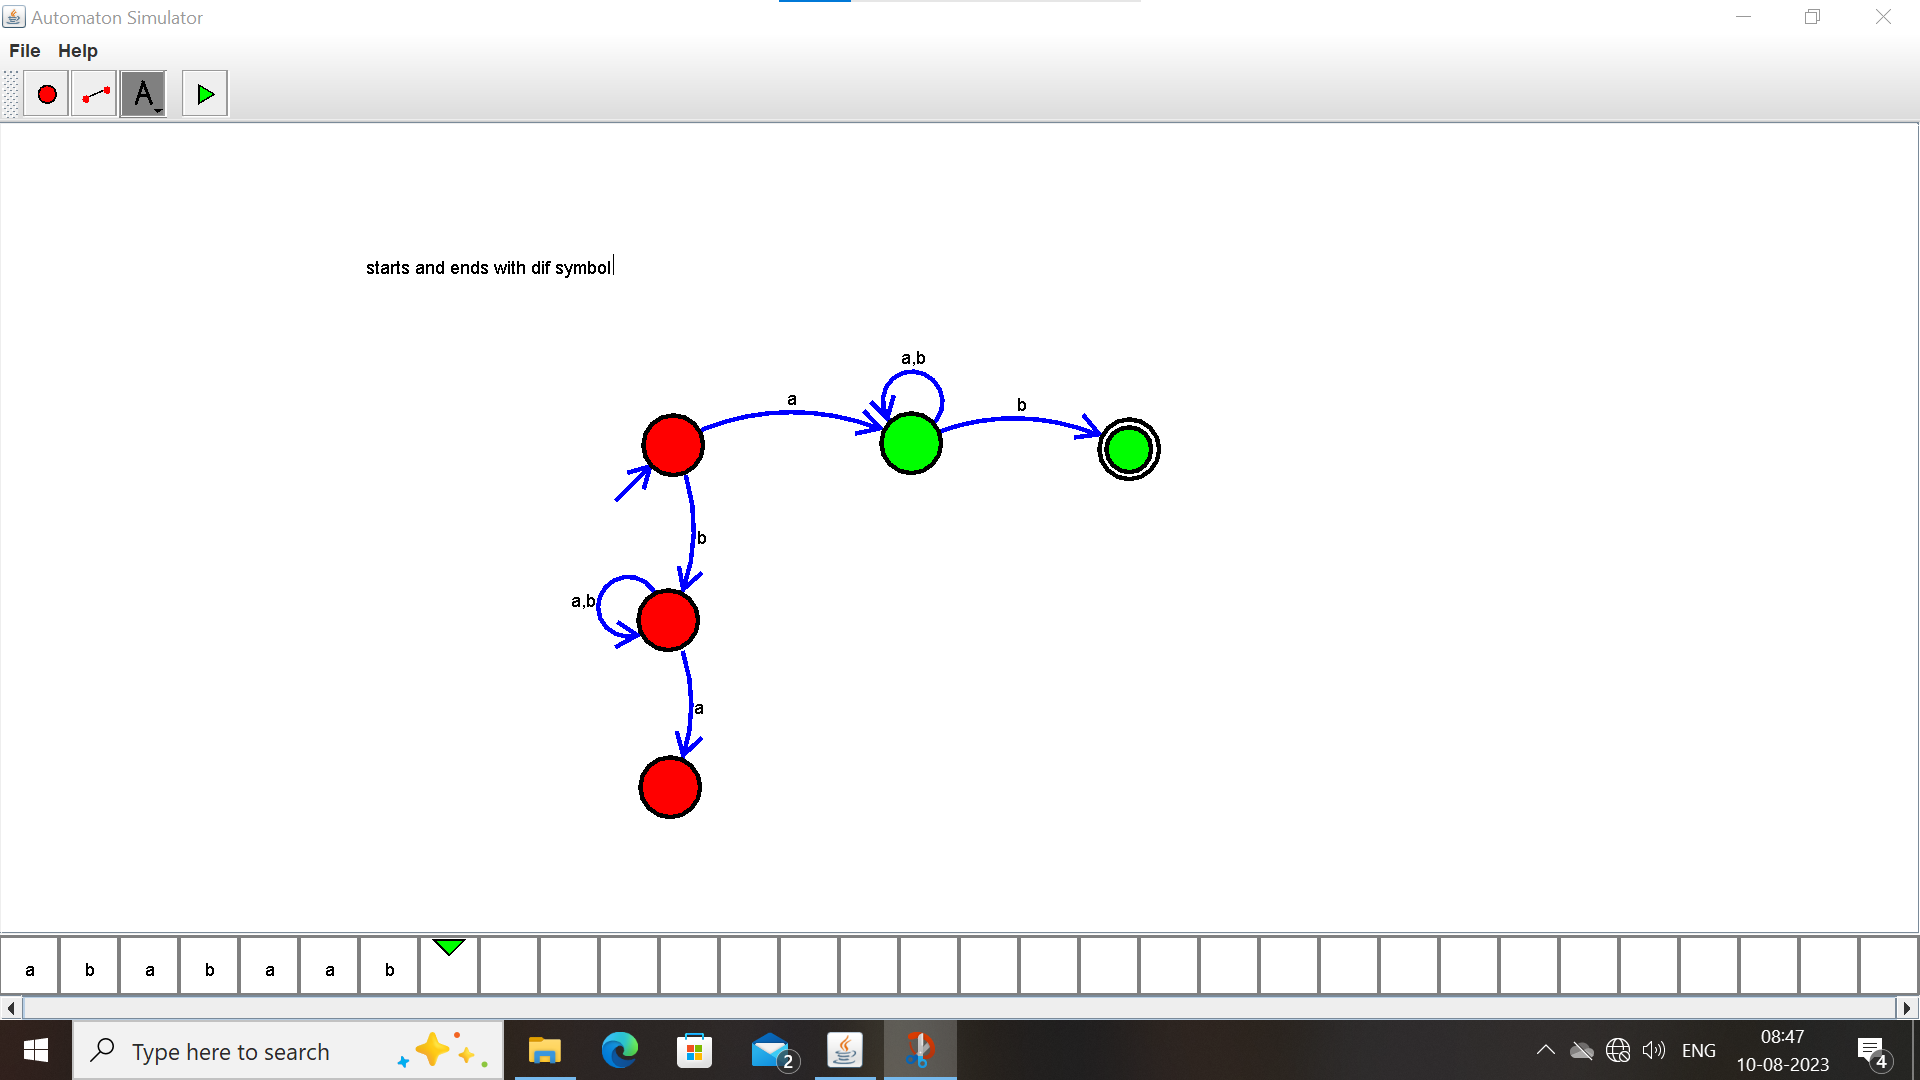 Automaton Simulator
File Help
A
starts and ends with dif symbol
a,b
a
b
b
a,b
a
a b a b a a b
Type here to search
2
ENG
08:47
10-08-2023
4